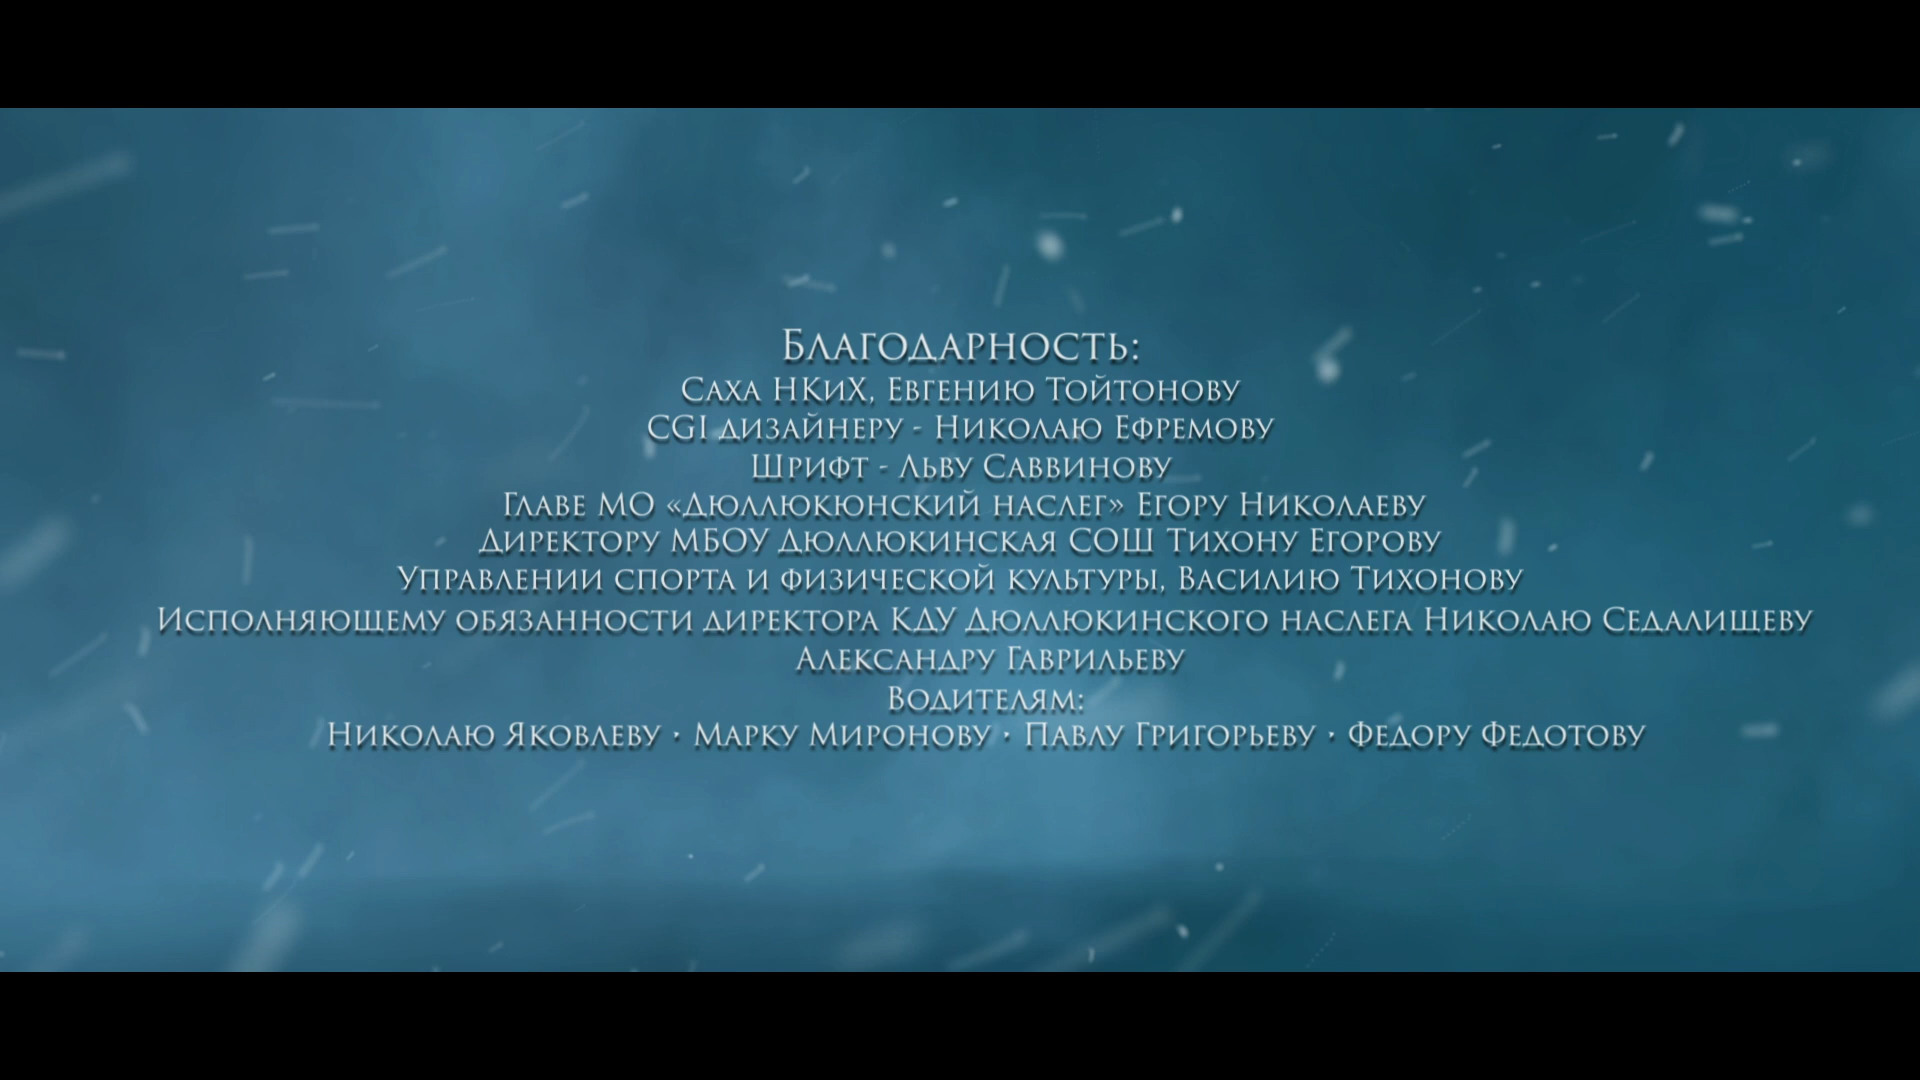 Благодарность:
Саха НКиХ, Евгению Тойтонову
CGI дизайнеру - Николаю Ефремову
Шрифт - Льву Саввинову
Главе МО «Дюллюкюнский наслег» Егору Николаеву
Директору МБОУ Дюллюкинская СОШ Тихону Егорову
Управлении спорта и физической культуры, Василию Тихонову
Исполняющему обязанности директора КДУ Дюллюкинского наслега Николаю Седалищеву
Александру Гаврильеву
Водителям:
Николаю Яковлеву · Марку Миронову · Павлу Григорьеву · Федору Федотову